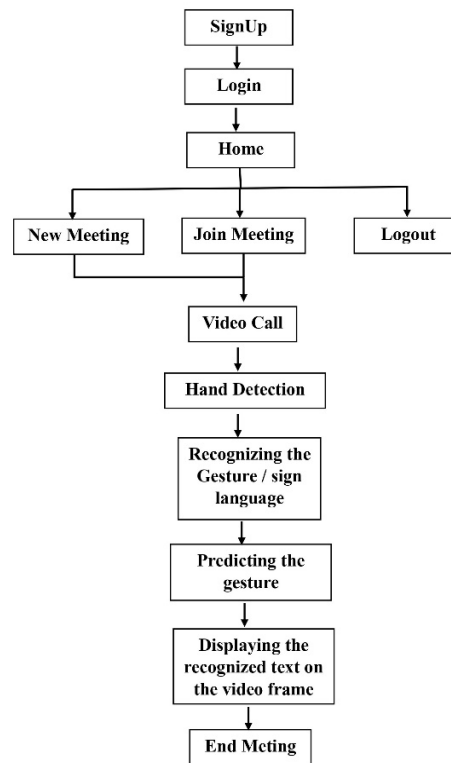 SignUp
Login
Home
New Meeting
Join Meeting
Logout
Video Call
Hand Detection
Recognizing the
Gesture / sign
language
Predicting the
gesture
Displaying the
recognized text on
the video frame
End Meting